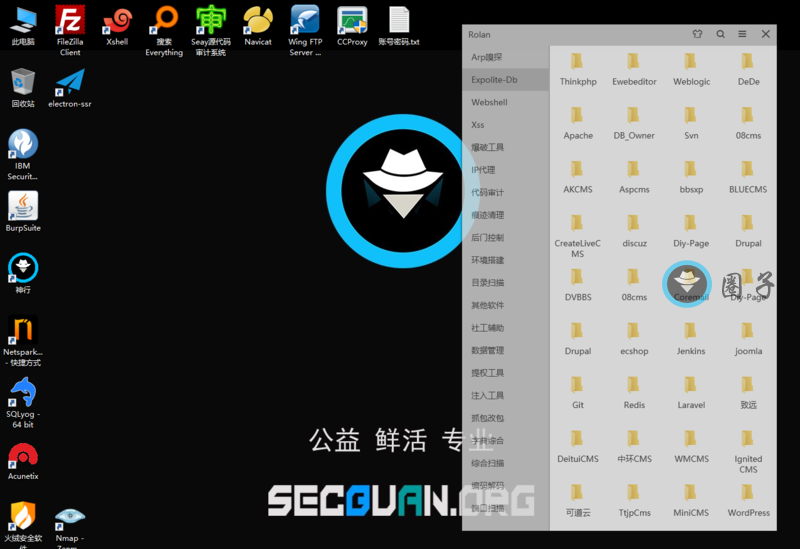 此电脑
FileZilla
Client
Xshell
搜索
Everything
Seay源代码
审计系统
Navicat
Wing FTP
Server ...
CCProxy
账号密码.txt
回收站
electron-ssr
IBM
Securit...
BurpSuite
神行
Netspark...
- 快捷方式
SQLyog -
64 bit
Acunetix
火绒安全软
件
Nmap -
Zenm...
公益 鲜活 专业
SECQUAN.ORG
Rolan
Arp嗅探
Expolite-Db
Webshell
Xss
爆破工具
IP代理
代码审计
痕迹清理
后门控制
环境搭建
目录扫描
其他软件
社工辅助
数据管理
提权工具
注入工具
抓包改包
字典综合
综合扫描
编码解码
端口扫描
Thinkphp
Ewebeditor
Weblogic
DeDe
Apache
DB_Owner
Svn
08cms
AKCMS
Aspcms
bbsxp
BLUECMS
CreateLiveC
MS
discuz
Diy-Page
Drupal
DVBBS
08cms
Coremail
Diy-Page
圈子
Drupal
ecshop
Jenkins
joomla
Git
Redis
Laravel
致远
DeituiCMS
中环CMS
WMCMS
Ignited
CMS
可道云
TtjpCms
MiniCMS
WordPress